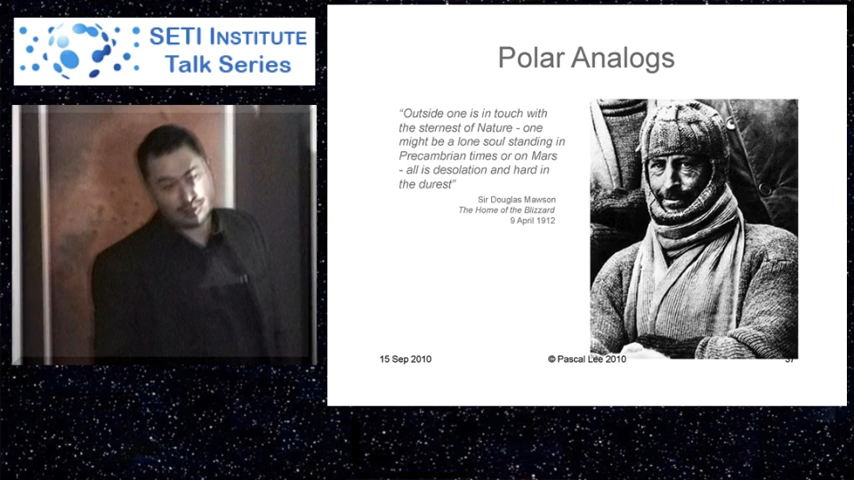 SETI INSTITUTE
Talk Series
Polar Analogs
“Outside one is in touch with
the sternest of Nature - one
might be a lone soul standing in
Precambrian times or on Mars
- all is desolation and hard in
the durest”
Sir Douglas Mawson
The Home of the Blizzard
9 April 1912
15 Sep 2010
© Pascal Lee 2010
37